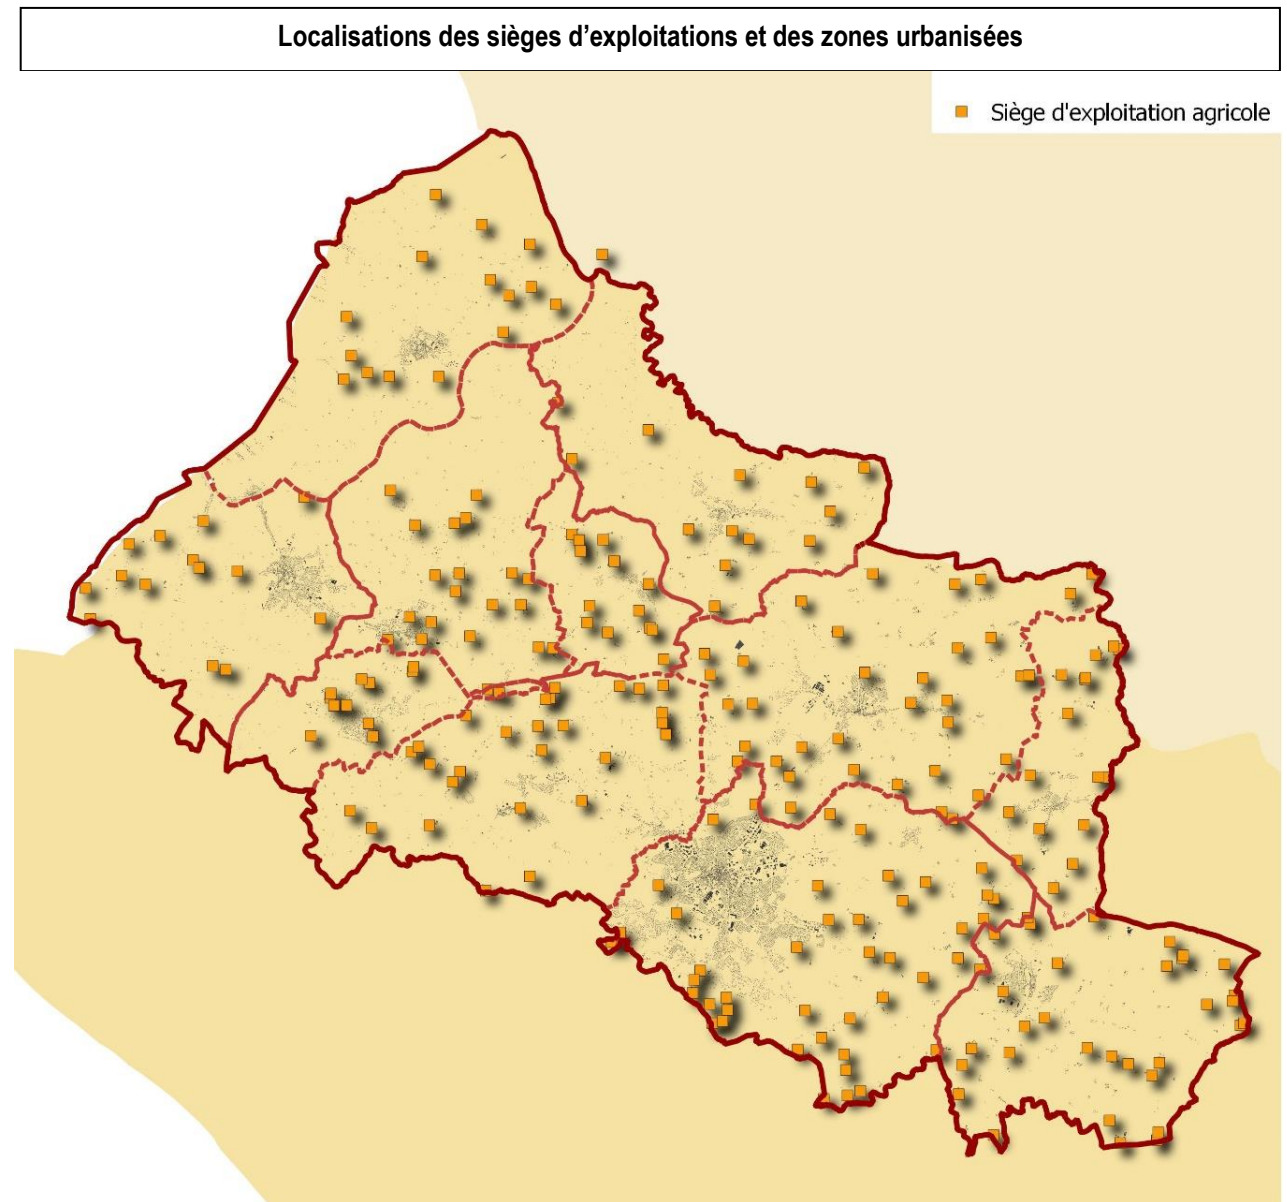 Localisations des sièges d’exploitations et des zones urbanisées
Siège d'exploitation agricole